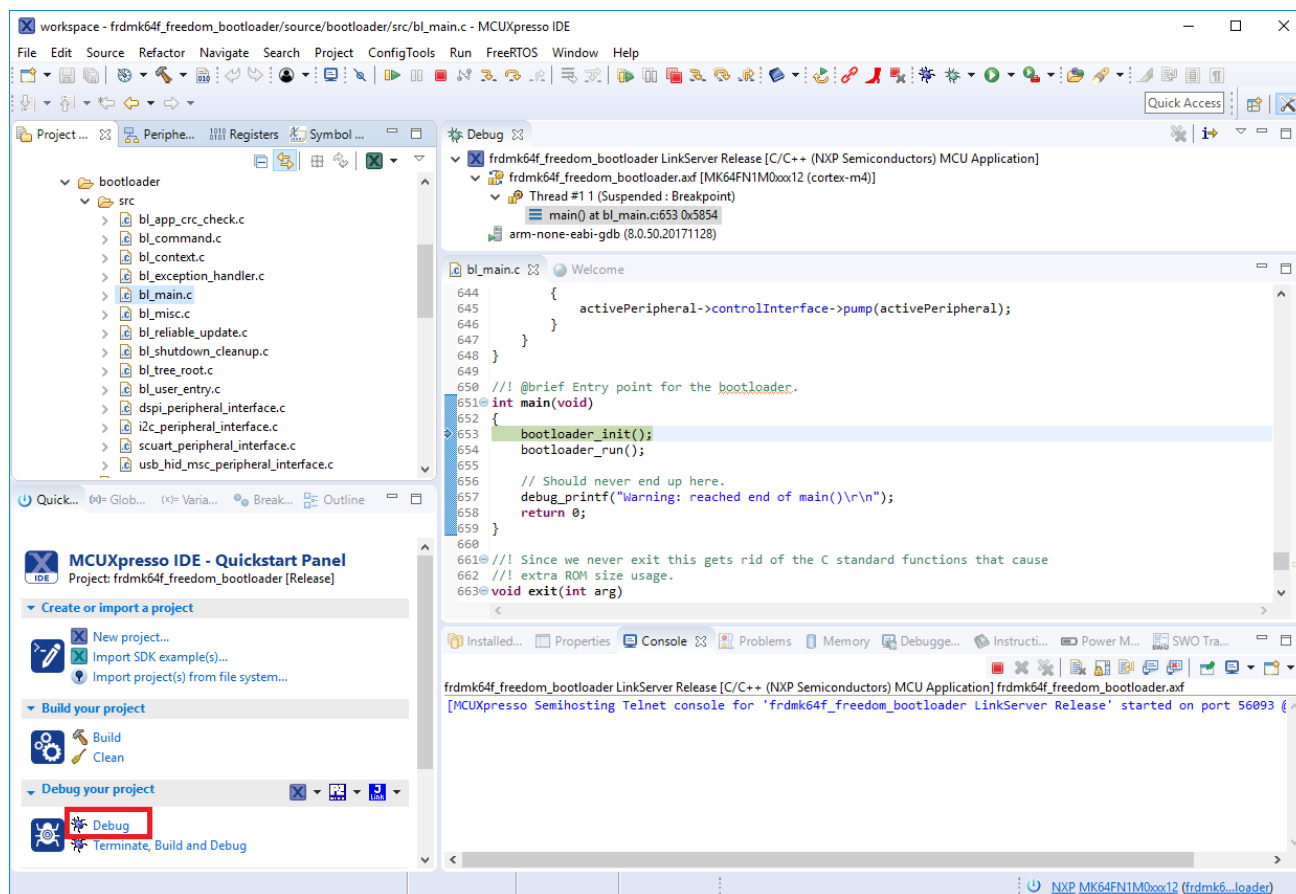 workspace - frdmk64f_freedom_bootloader/source/bootloader/src/bl_main.c - MCUXpresso IDE
File Edit Source Refactor Navigate Search Project ConfigTools Run FreeRTOS Window Help
Quick Access
Project ... Periphe... Registers Symbol ...
bootloader
src
bl_app_crc_check.c
bl_command.c
bl_context.c
bl_exception_handler.c
bl_main.c
bl_misc.c
bl_reliable_update.c
bl_shutdown_cleanup.c
bl_tree_root.c
bl_user_entry.c
dspi_peripheral_interface.c
i2c_peripheral_interface.c
scuart_peripheral_interface.c
usb_hid_msc_peripheral_interface.c
Debug
frdmk64f_freedom_bootloader LinkServer Release [C/C++ (NXP Semiconductors) MCU Application]
frdmk64f_freedom_bootloader.axf [MK64FN1M0xxx12 (cortex-m4)]
Thread #1 1 (Suspended : Breakpoint)
main() at bl_main.c:653 0x5854
arm-none-eabi-gdb (8.0.50.20171128)
bl_main.c Welcome
644 {
645 activePeripheral->controlInterface->pump(activePeripheral);
646 }
647 }
648 }
649
650 //! @brief Entry point for the bootloader.
651 int main(void)
652 {
653 bootloader_init();
654 bootloader_run();
655
656 // Should never end up here.
657 debug_printf("Warning: reached end of main()\r\n");
658 return 0;
659 }
660
661 //! Since we never exit this gets rid of the C standard functions that cause
662 //! extra ROM size usage.
663 void exit(int arg)
Quick... (x)= Glob... (x)= Varia... Break... Outline
MCUXpresso IDE - Quickstart Panel
IDE
Project: frdmk64f_freedom_bootloader [Release]
Create or import a project
New project...
Import SDK example(s)...
Import project(s) from file system...
Build your project
Build
Clean
Debug your project
Debug
Terminate, Build and Debug
Installed... Properties Console Problems Memory Debugge... Instructi... Power M... SWO Tra...
frdmk64f_freedom_bootloader LinkServer Release [C/C++ (NXP Semiconductors) MCU Application] frdmk64f_freedom_bootloader.axf
[MCUXpresso Semihosting Telnet console for 'frdmk64f_freedom_bootloader LinkServer Release' started on port 56093 @
NXP MK64FN1M0xxx12 (frdmk6...loader)